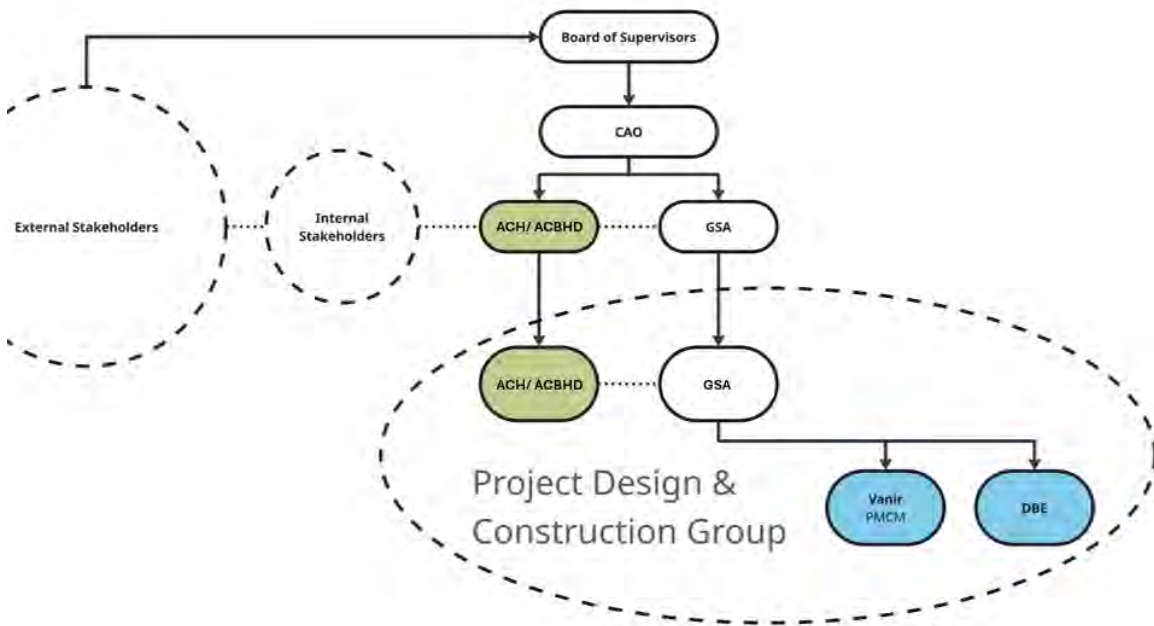 Board of Supervisors
CAO
External Stakeholders
Internal
Stakeholders
ACH/ ACBHD
GSA
ACH/ ACBHD
GSA
Project Design &
Construction Group
Vanir
PMCM
DBE